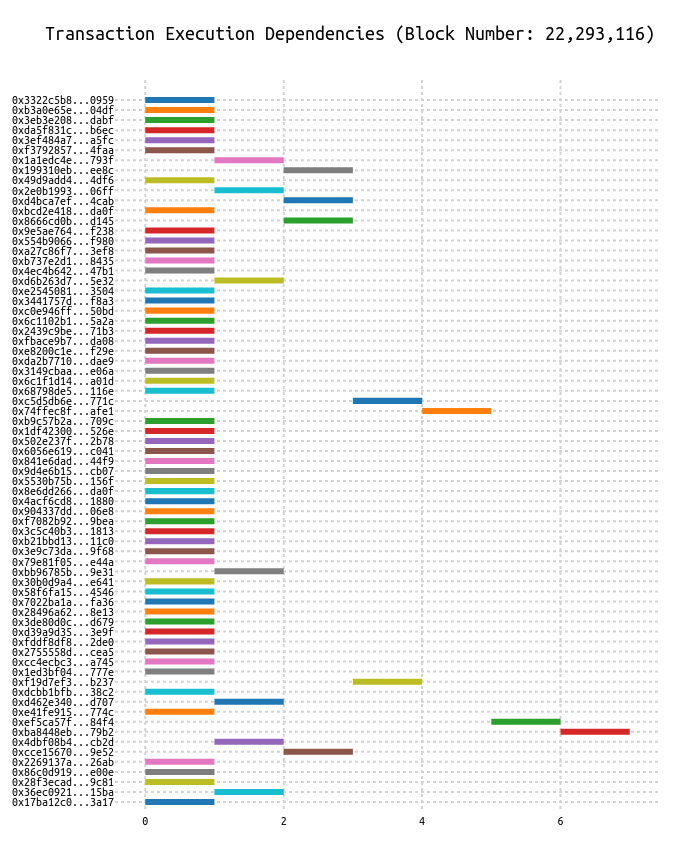 Transaction Execution Dependencies (Block Number: 22,293,116)
0x3322c5b8...0959
0xb3a0e65e...04df
0x3eb3e208...dabf
0xda5f831c...b6ec
0x3ef484a7...a5fc
0xf3792857...4faa
0x1a1edc4e...793f
0x199310eb...ee8c
0x49d9add4...4df6
0x2e0b1993...06ff
0xd4bca7ef...4cab
0xbcd2e418...da0f
0x8666cd0b...d145
0x9e5ae764...f238
0x554b9066...f980
0xa27c86f7...3ef8
0xb737e2d1...8435
0x4ec4b642...47b1
0xd6b263d7...5e32
0xe2545081...3504
0x3441757d...f8a3
0xc0e946ff...50bd
0x6c1102b1...5a2a
0x2439c9be...71b3
0xfbace9b7...da08
0xe8200c1e...f29e
0xda2b7710...dae9
0x3149cbaa...e06a
0x6c1f1d14...a01d
0x68798de5...116e
0xc5d5db6e...771c
0x74ffec8f...afe1
0xb9c57b2a...709c
0x1df42300...526e
0x502e237f...2b78
0x6056e619...c041
0x841e6dad...44f9
0x9d4e6b15...cb07
0x5530b75b...156f
0x8e6dd266...da0f
0x4acf6cd8...1880
0x904337dd...06e8
0xf7082b92...9bea
0x3c5c40b3...1813
0xb21bbd13...11c0
0x3e9c73da...9f68
0x79e81f05...e44a
0xbb96785b...9e31
0x30b0d9a4...e641
0x58f6fa15...4546
0x7022ba1a...fa36
0x28496a62...8e13
0x3de80d0c...d679
0xd39a9d35...3e9f
0xfddf8df8...2de0
0x2755558d...cea5
0xcc4ecbc3...a745
0x1ed3bf04...777e
0xf19d7ef3...b237
0xdcbb1bfb...38c2
0xd462e340...d707
0xe41fe915...774c
0xef5ca57f...84f4
0xba8448eb...79b2
0x4dbf08b4...cb2d
0xcce15670...9e52
0x2269137a...26ab
0x86c0d919...e00e
0x28f3ecad...9c81
0x36ec0921...15ba
0x17ba12c0...3a17
0 2 4 6